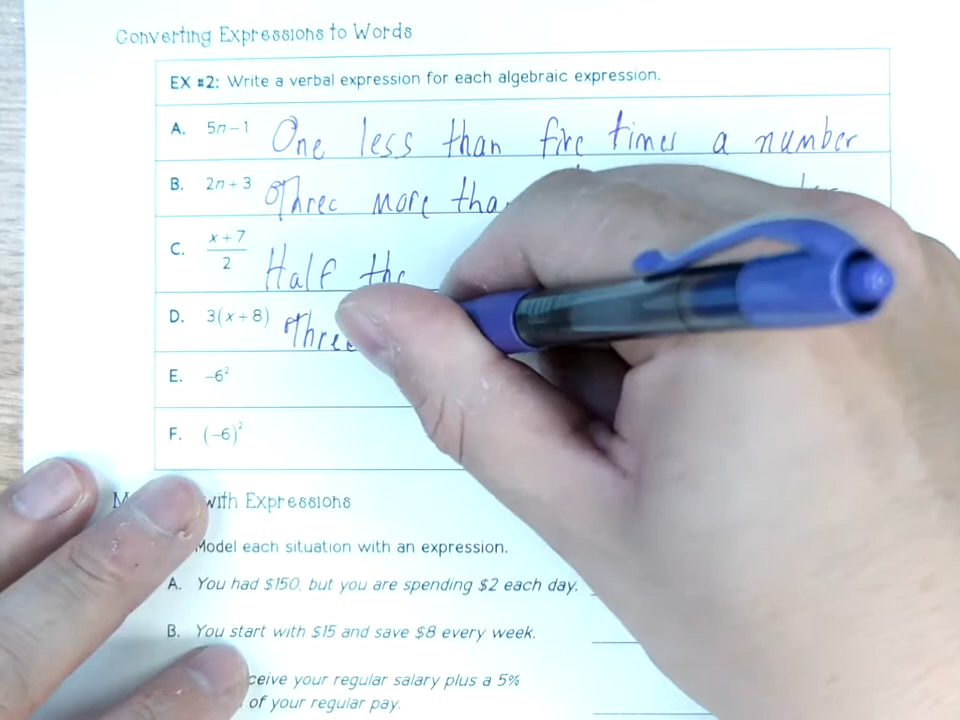 Converting Expressions to Words
EX #2: Write a verbal expression for each algebraic expression.
A. 5n – 1 One less than five times a number
B. 2n + 3 Three more than
C. x + 7 / 2 Half the
D. 3(x + 8) Three
E. –6²
F. (–6)²
with Expressions
Model each situation with an expression.
A. You had $150, but you are spending $2 each day.
B. You start with $15 and save $8 every week.
ceive your regular salary plus a 5%
of your regular pay.